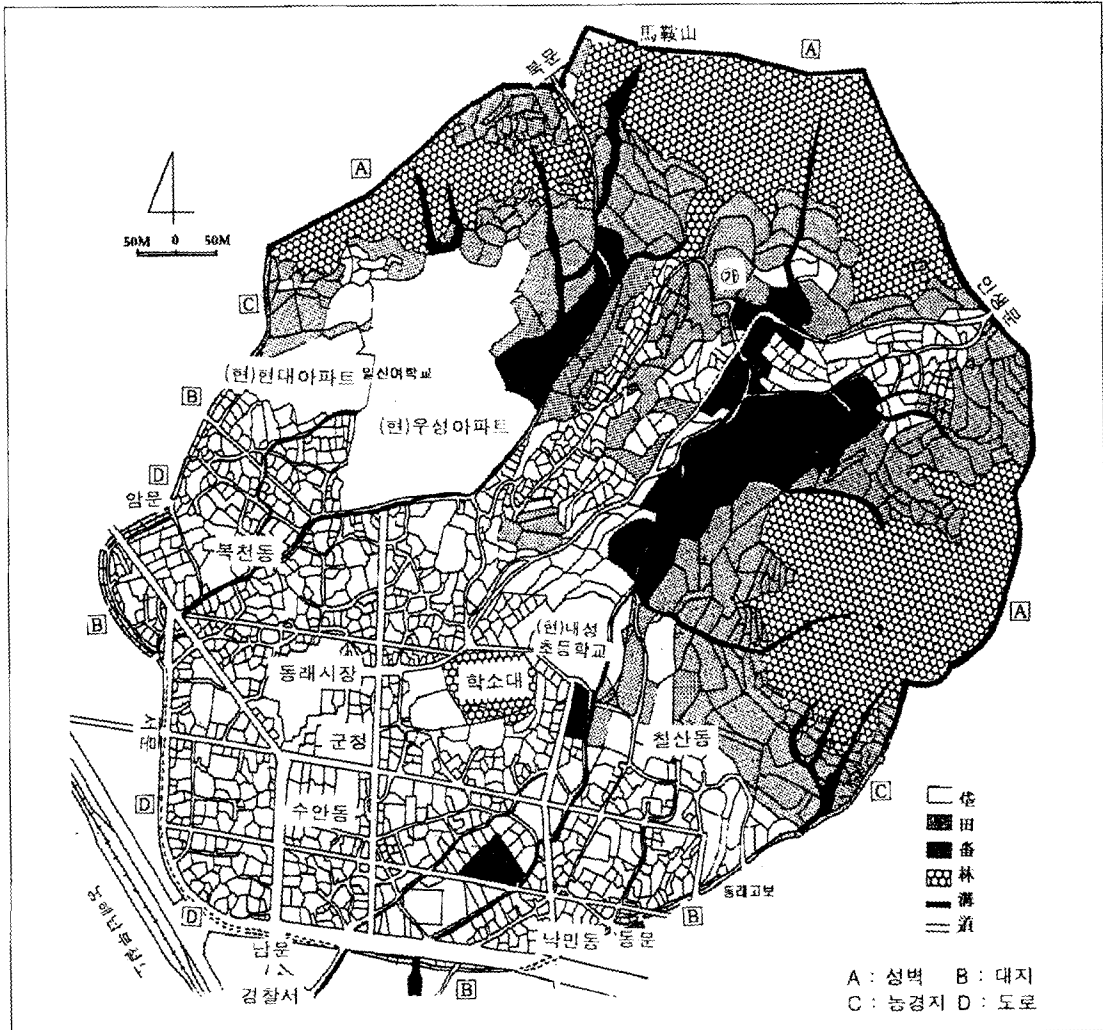 馬鞍山
A
북문
A
50M 0 50M
㉮
인생문
C
(현)현대아파트 일신여학교
B
(현)우성아파트
D
암문
복천동
A
B
(현)내성
초등학교
동래시장
학소대
서문
군청
칠산동
C
D
수안동
垈
田
畓
林
溝
道
동래고보
D
B
남문
낙민동
동문
경찰서
B
A : 성벽 B : 대지
C : 농경지 D : 도로